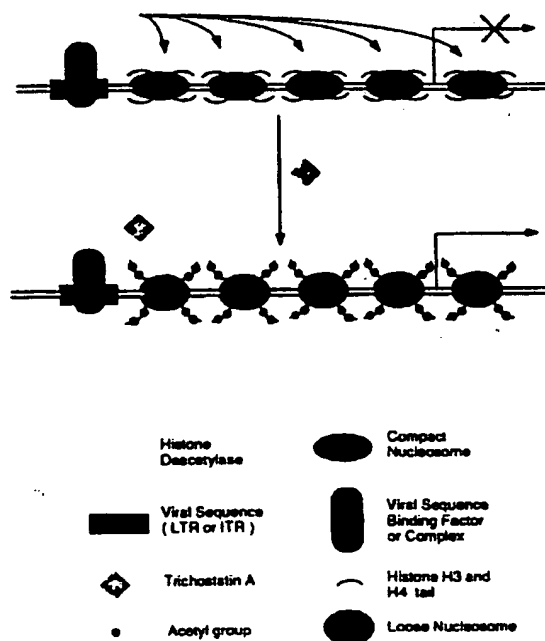 Histone
Deacetylase
Compact
Nucleosome
Viral Sequence
( LTR or ITR )
Viral Sequence
Binding Factor
or Complex
Trichostatin A
Histone H3 and
H4 tail
Acetyl group
Loose Nucleosome